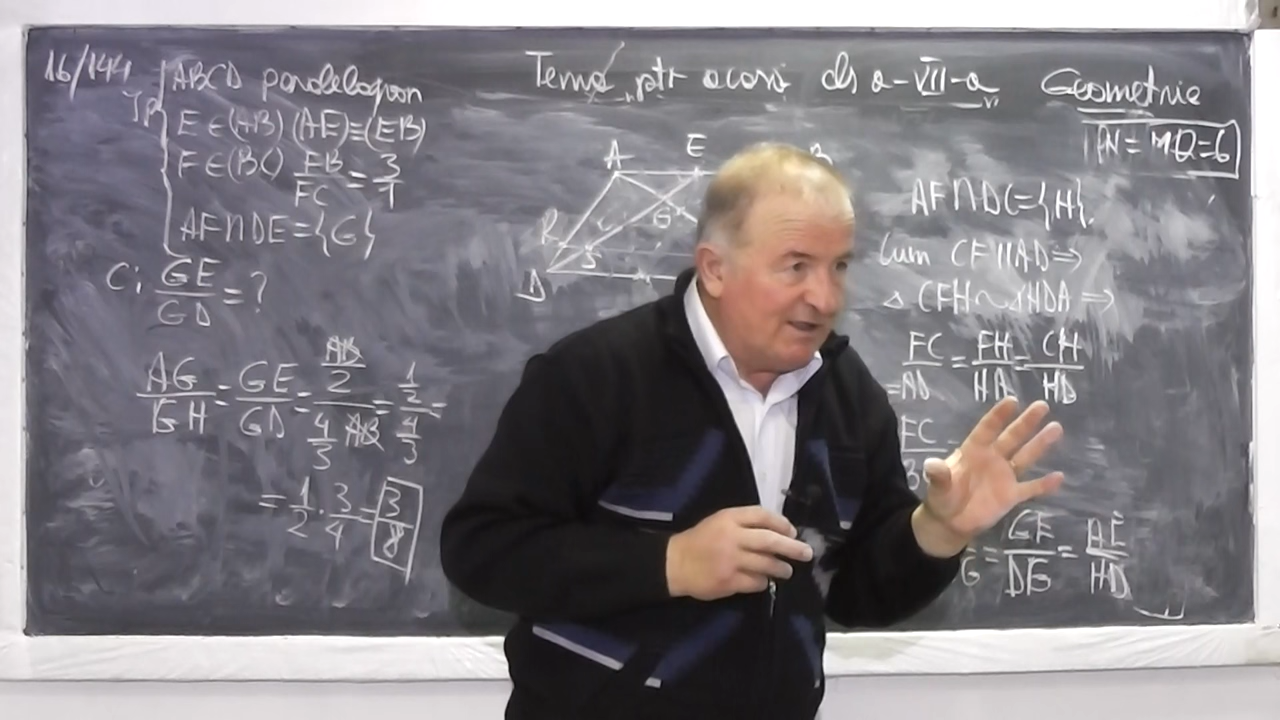 16/144
ABCD paralelogram
Ip
E ∈ (AB) (AE) ≡ (EB)
F ∈ (BC) FB/FC = 3/1
AF ∩ DE = {G}
C: GE/GD = ?
AG/GH = GE/GD = (AB/2)/(4/3 AB) = (1/2)/(4/3) =
= 1/2 · 3/4 = 3/8
Temă ptr acasă cls a-VII-a
Geometrie
PN = MQ = 6
A E B
G
R S
D
AF ∩ DC = {H}.
Cum CF || AD ⇒
Δ CFH ~ Δ HDA ⇒
FC/AD = FH/HA = CH/HD
FC
G = GE/DG = AE/HD